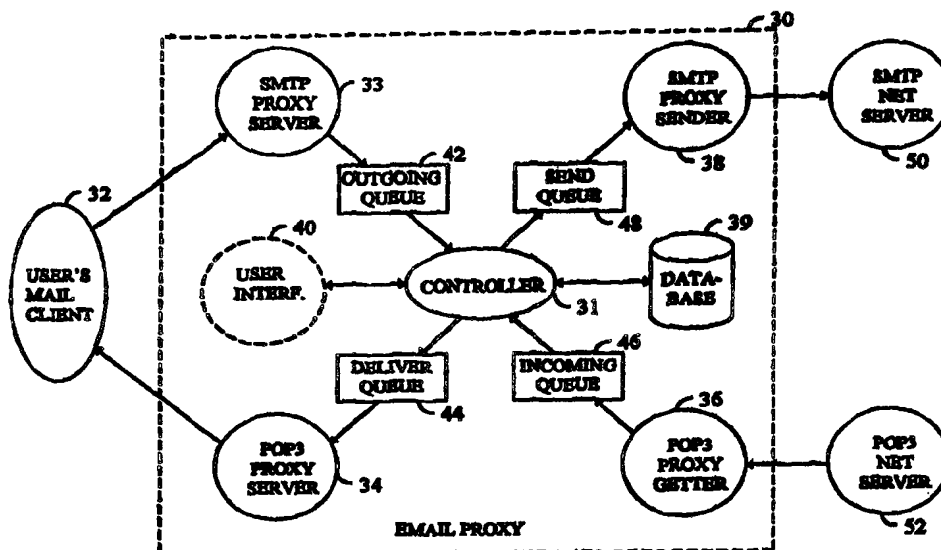 30
SMTP
PROXY
SERVER
33
SMTP
PROXY
SENDER
38
SMTP
NET
SERVER
50
42
OUTGOING
QUEUE
SEND
QUEUE
48
32
USER'S
MAIL
CLIENT
40
USER
INTERF.
CONTROLLER
31
39
DATA-
BASE
DELIVER
QUEUE
44
46
INCOMING
QUEUE
POP3
PROXY
SERVER
34
36
POP3
PROXY
GETTER
POP3
NET
SERVER
52
EMAIL PROXY